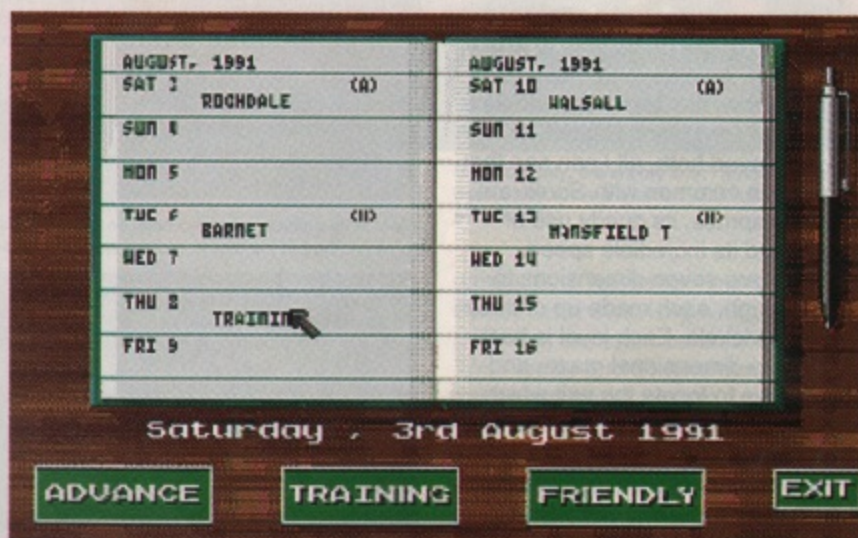 AUGUST, 1991
SAT 3 (A)
ROCHDALE
SUN 4
MON 5
TUE 6 (H)
BARNET
WED 7
THU 8
TRAINING
FRI 9
AUGUST, 1991
SAT 10 (A)
WALSALL
SUN 11
MON 12
TUE 13 (H)
MANSFIELD T
WED 14
THU 15
FRI 16
Saturday , 3rd August 1991
ADVANCE TRAINING FRIENDLY EXIT